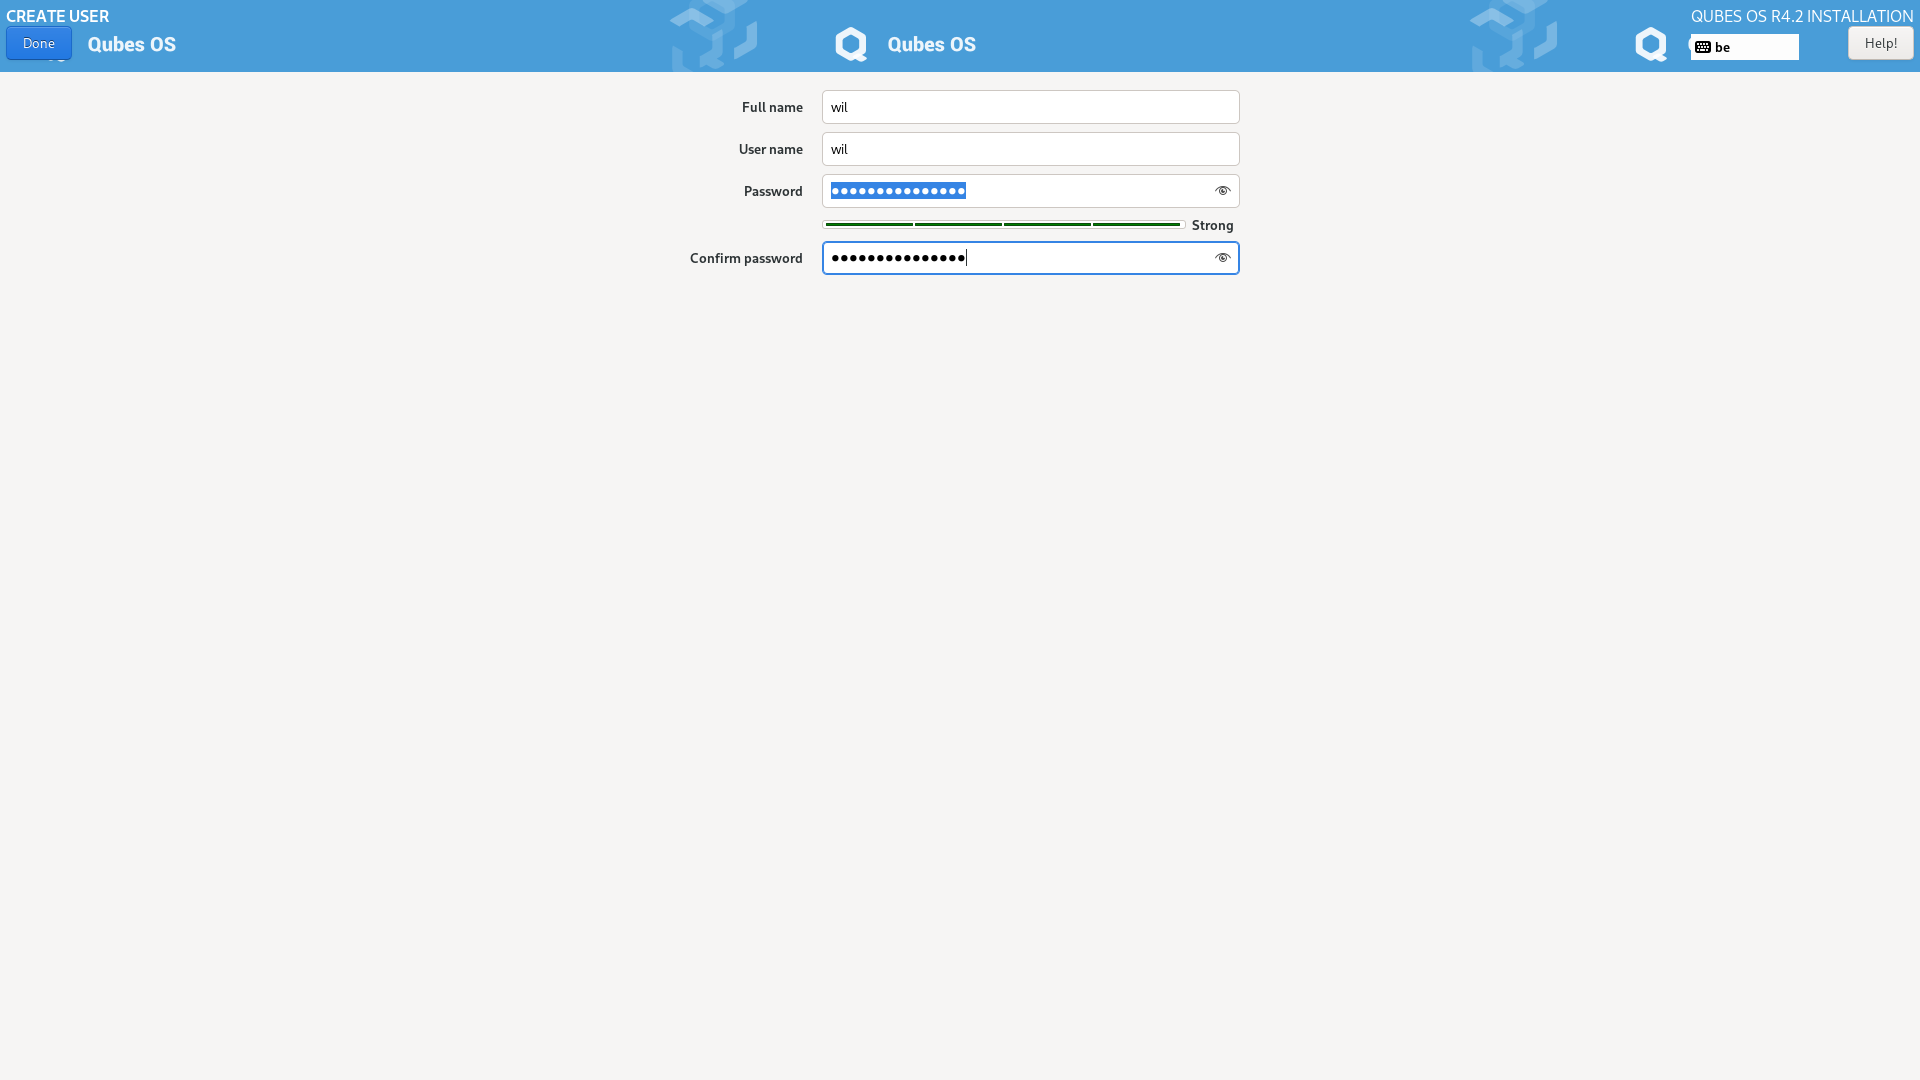 CREATE USER
QUBES OS R4.2 INSTALLATION
Done
Qubes OS
Qubes OS
be
Help!
Full name
wil
User name
wil
Password
●●●●●●●●●●●●●●●
Strong
Confirm password
●●●●●●●●●●●●●●●